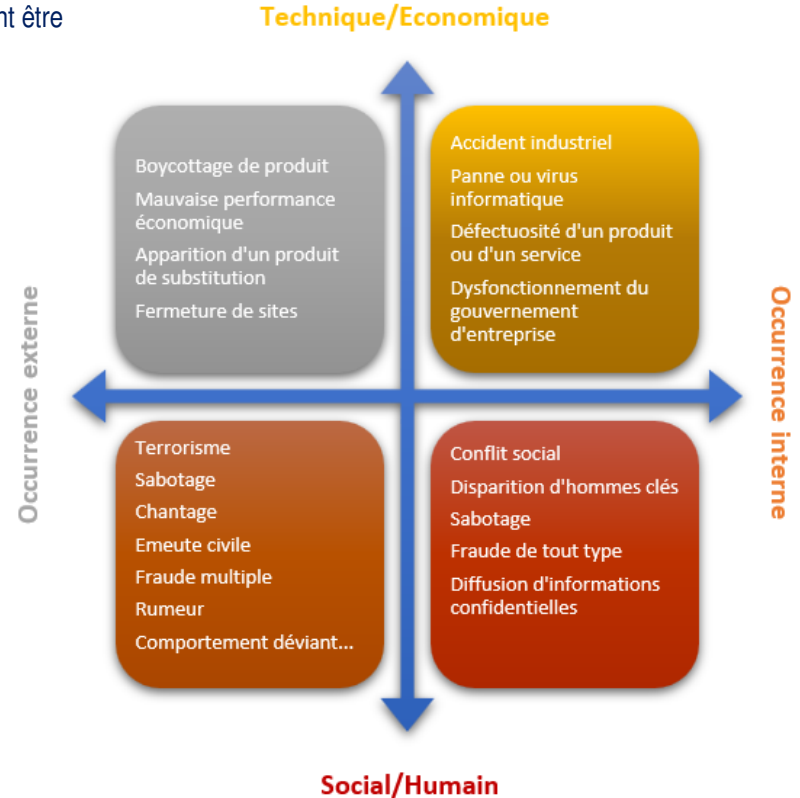 nt être
Technique/Economique
Boycottage de produit
Mauvaise performance
économique
Apparition d'un produit
de substitution
Fermeture de sites
Accident industriel
Panne ou virus
informatique
Défectuosité d'un produit
ou d'un service
Dysfonctionnement du
gouvernement
d'entreprise
Occurrence externe
Occurrence interne
Terrorisme
Sabotage
Chantage
Emeute civile
Fraude multiple
Rumeur
Comportement déviant...
Conflit social
Disparition d'hommes clés
Sabotage
Fraude de tout type
Diffusion d'informations
confidentielles
Social/Humain